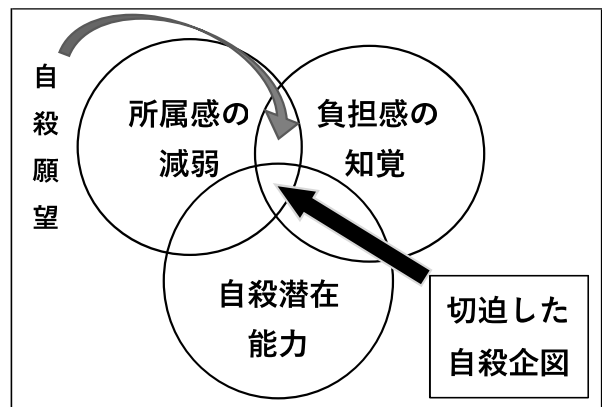 自殺願望
所属感の
減弱
負担感の
知覚
自殺潜在
能力
切迫した
自殺企図